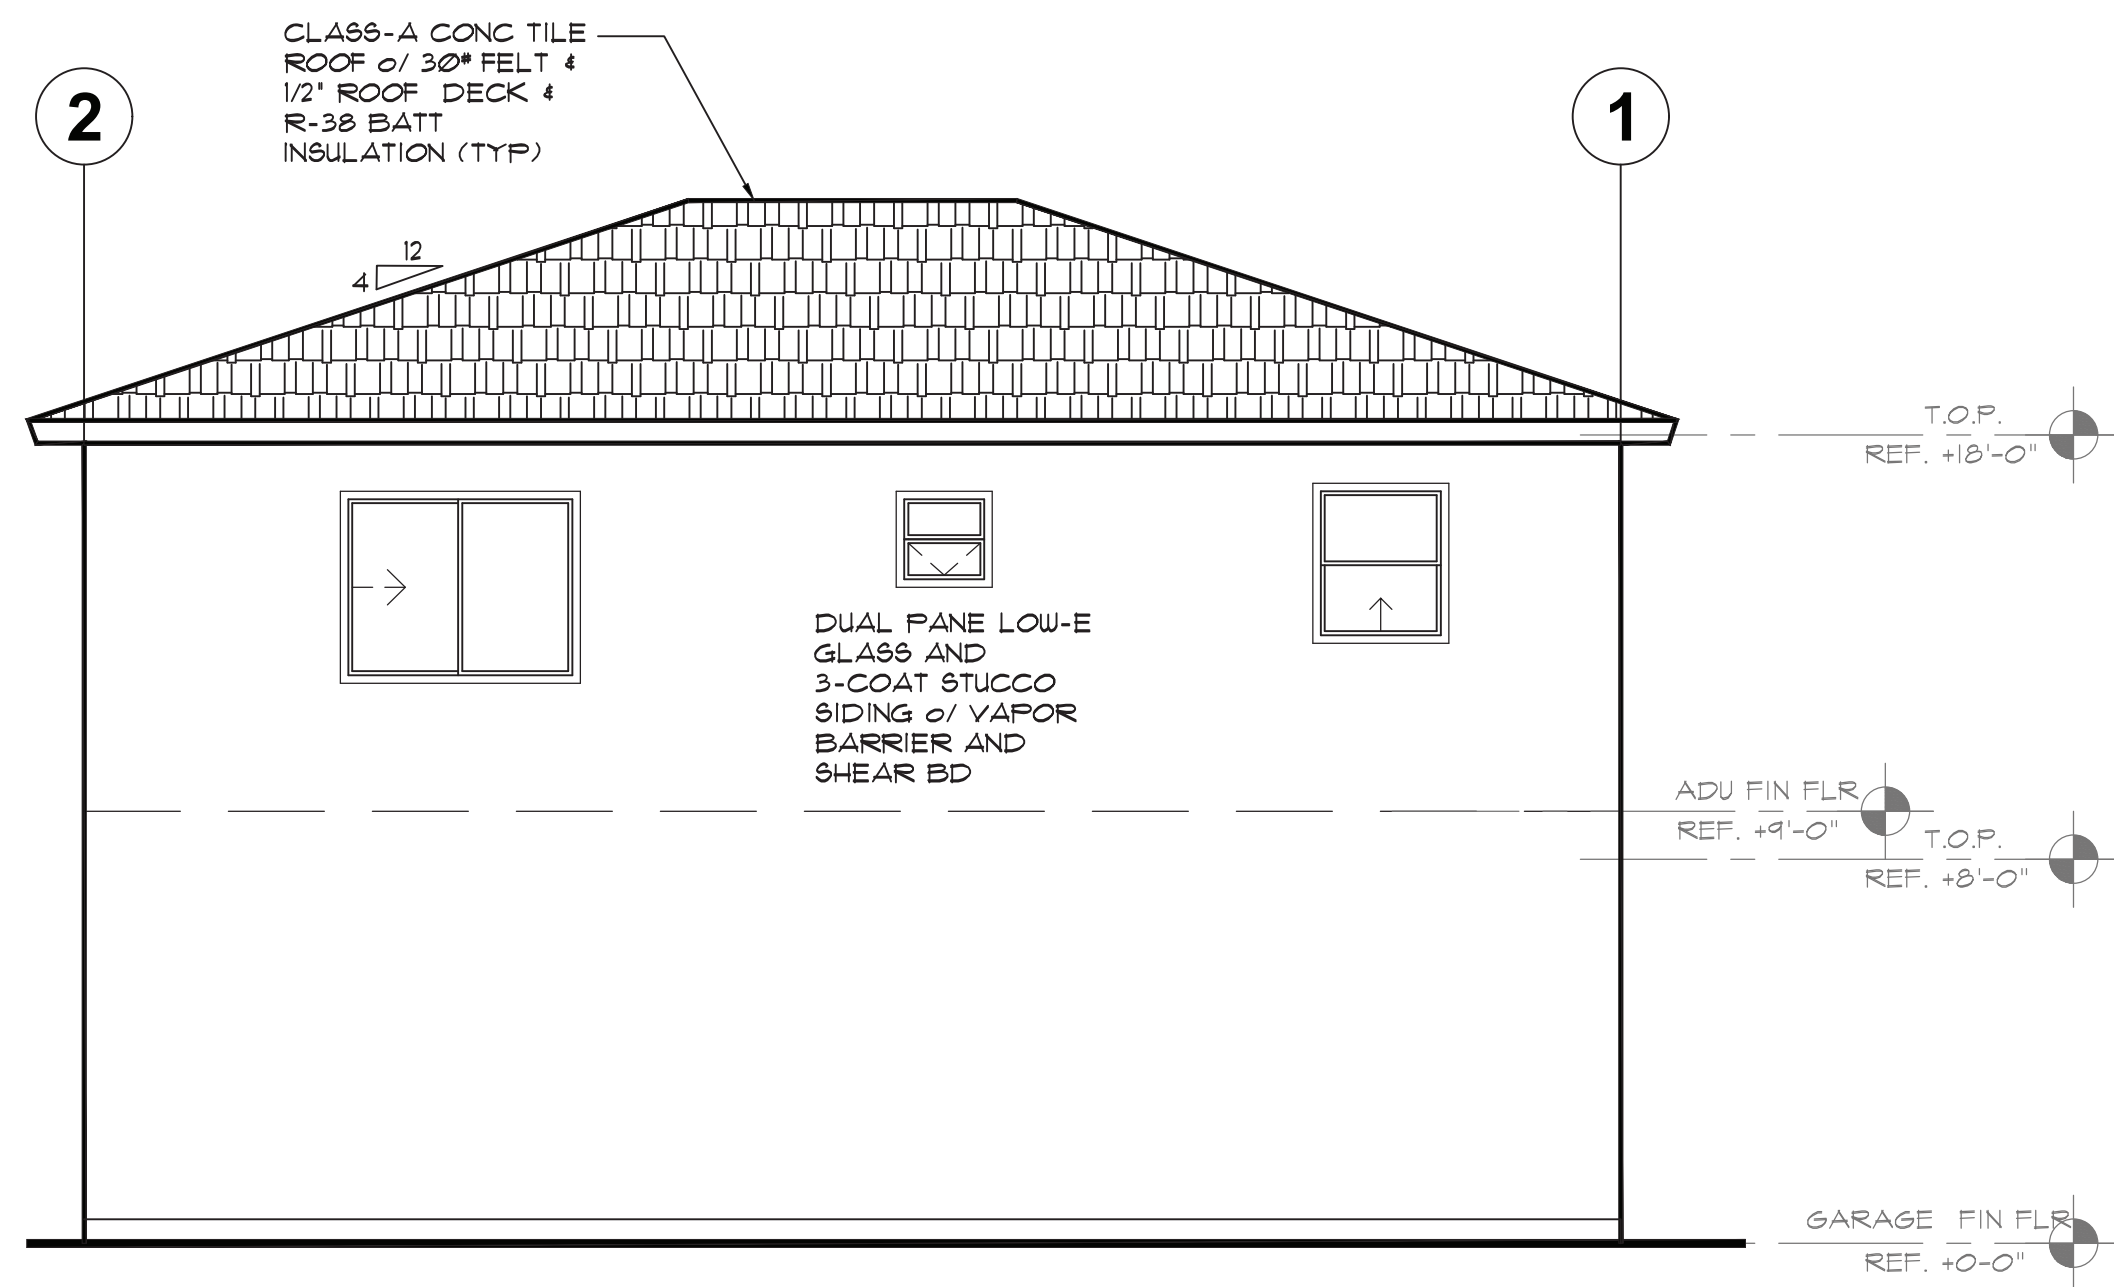 CLASS-A CONC TILE
ROOF o/ 30# FELT &
1/2" ROOF DECK &
R-38 BATT
INSULATION (TYP)
2
1
12
4
T.O.P.
REF. +18'-0"
DUAL PANE LOW-E
GLASS AND
3-COAT STUCCO
SIDING o/ VAPOR
BARRIER AND
SHEAR BD
ADU FIN FLR
REF. +9'-0"
T.O.P.
REF. +8'-0"
GARAGE FIN FLR
REF. +0-0"